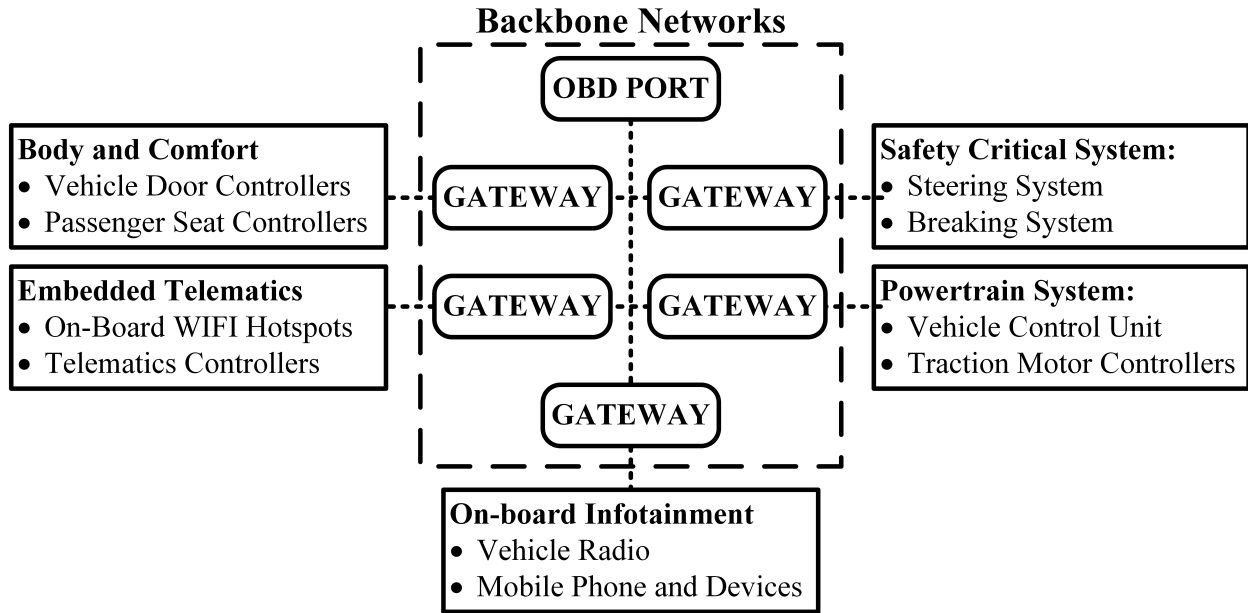 Backbone Networks
OBD PORT
Body and Comfort
• Vehicle Door Controllers
• Passenger Seat Controllers
GATEWAY
GATEWAY
Safety Critical System:
• Steering System
• Breaking System
Embedded Telematics
• On-Board WIFI Hotspots
• Telematics Controllers
GATEWAY
GATEWAY
Powertrain System:
• Vehicle Control Unit
• Traction Motor Controllers
GATEWAY
On-board Infotainment
• Vehicle Radio
• Mobile Phone and Devices